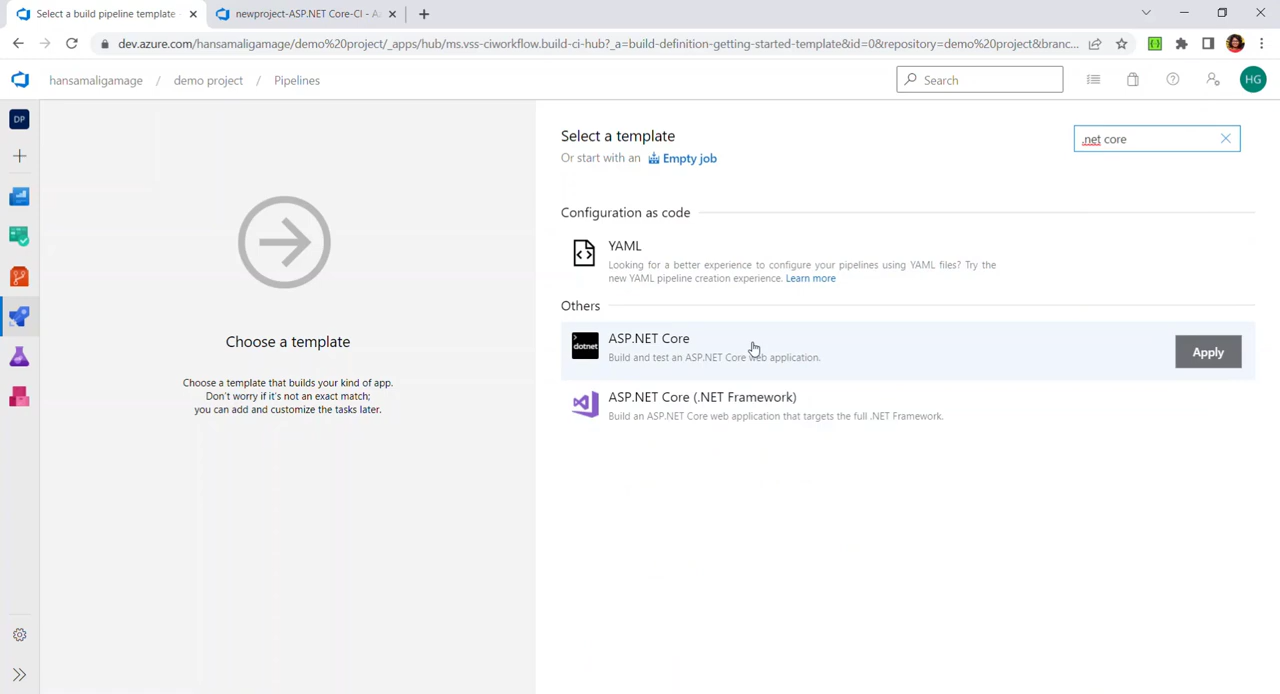 Select a build pipeline template
newproject-ASP.NET Core-CI - Az
dev.azure.com/hansamaligamage/demo%20project/_apps/hub/ms.vss-ciworkflow.build-ci-hub?_a=build-definition-getting-started-template&id=0&repository=demo%20project&branc...
hansamaligamage / demo project / Pipelines
Search
HG
DP
Select a template
.net core
Or start with an Empty job
Configuration as code
YAML
Looking for a better experience to configure your pipelines using YAML files? Try the
new YAML pipeline creation experience. Learn more
Others
dotnet
ASP.NET Core
Build and test an ASP.NET Core web application.
Apply
ASP.NET Core (.NET Framework)
Build an ASP.NET Core web application that targets the full .NET Framework.
Choose a template
Choose a template that builds your kind of app.
Don't worry if it's not an exact match;
you can add and customize the tasks later.